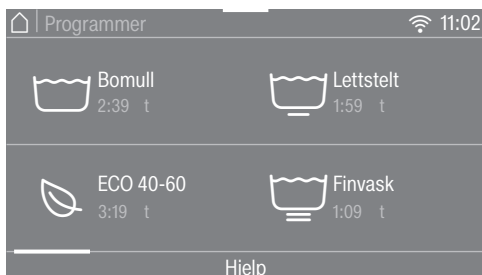 Programmer 11:02
Bomull Lettstelt
2:39 t 1:59 t
ECO 40-60 Finvask
3:19 t 1:09 t
Hjelp